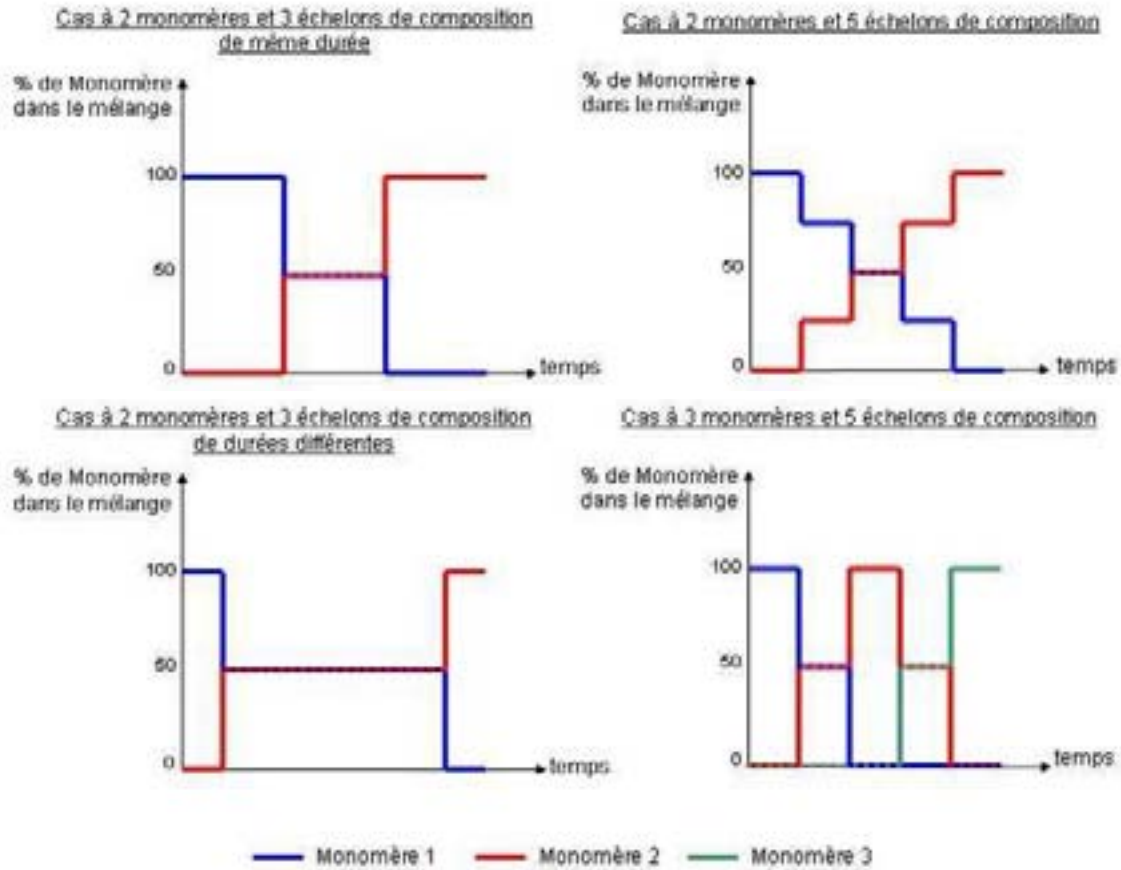 Cas à 2 monomères et 3 échelons de composition
de même durée
% de Monomère
dans le mélange
100
50
0
temps
Cas à 2 monomères et 5 échelons de composition
% de Monomère
dans le mélange
100
50
0
temps
Cas à 2 monomères et 3 échelons de composition
de durées différentes
% de Monomère
dans le mélange
100
50
0
temps
Cas à 3 monomères et 5 échelons de composition
% de Monomère
dans le mélange
100
50
0
temps
Monomère 1
Monomère 2
Monomère 3